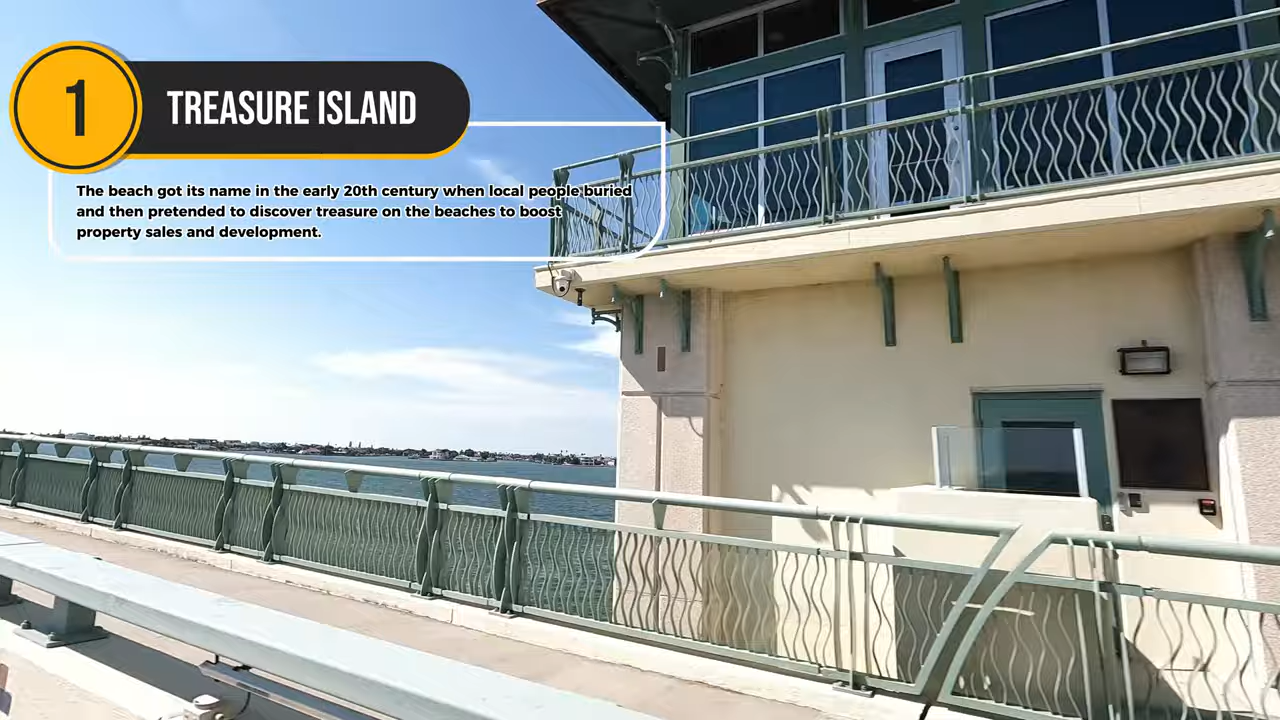 1
TREASURE ISLAND
The beach got its name in the early 20th century when local people buried
and then pretended to discover treasure on the beaches to boost
property sales and development.